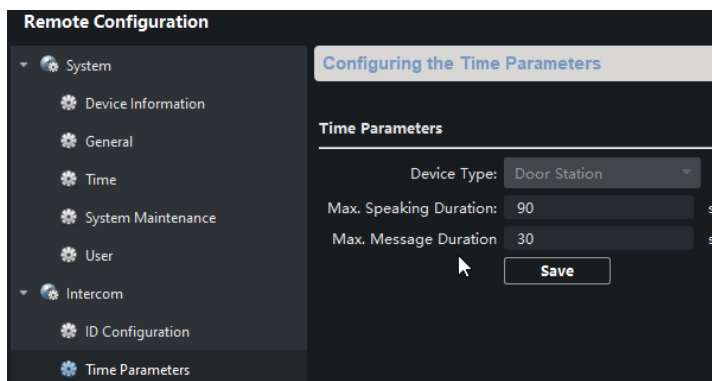 Remote Configuration
System
Device Information
General
Time
System Maintenance
User
Intercom
ID Configuration
Time Parameters
Configuring the Time Parameters
Time Parameters
Device Type: Door Station
Max. Speaking Duration: 90 s
Max. Message Duration 30 s
Save